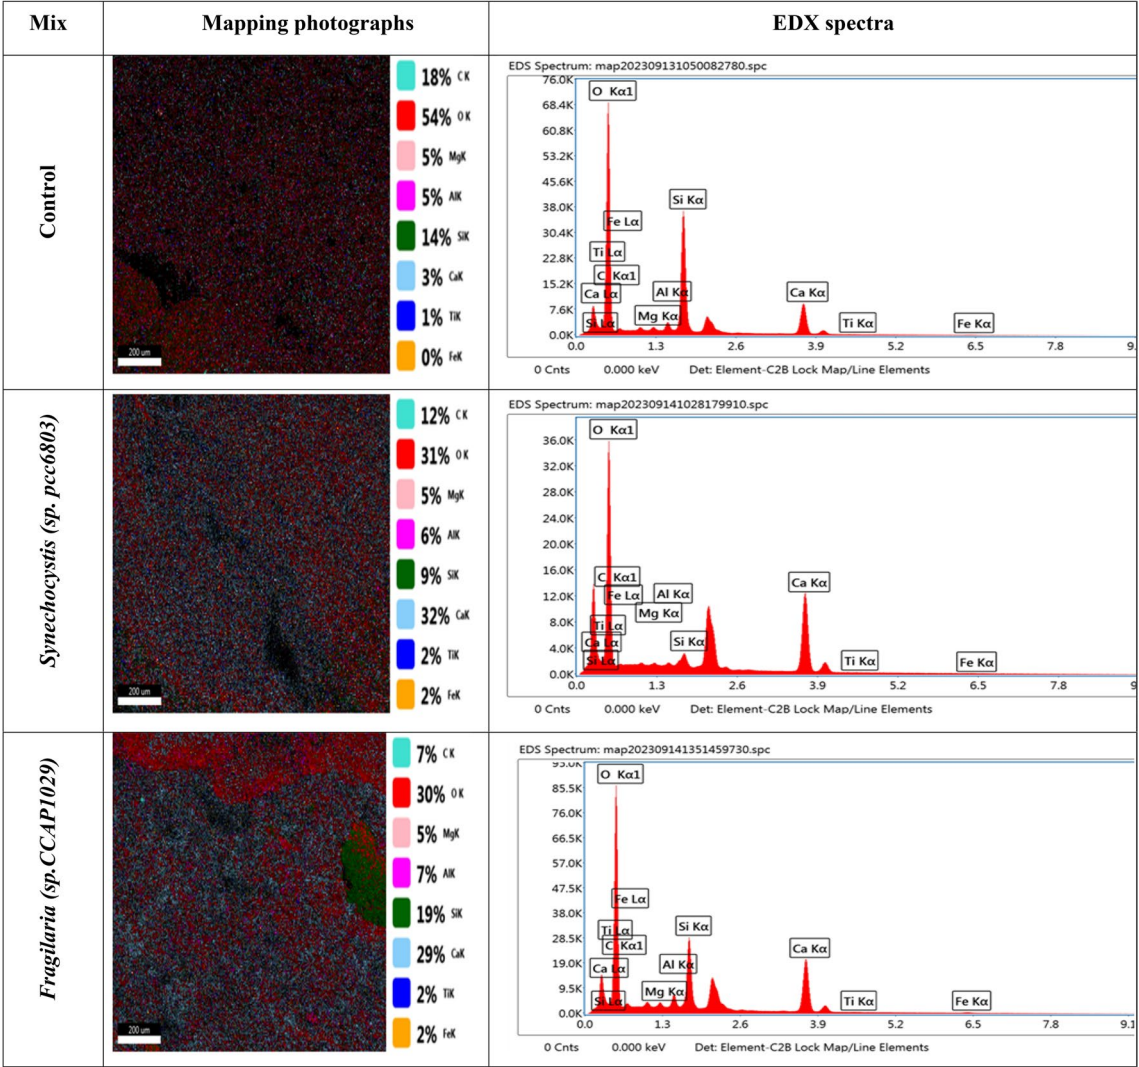 Mix Mapping photographs EDX spectra
Control
18% C K
54% O K
5% MgK
5% AlK
14% SiK
3% CaK
1% TiK
0% FeK
200 um
EDS Spectrum: map202309131050082780.spc
76.0K
68.4K
60.8K
53.2K
45.6K
38.0K
30.4K
22.8K
15.2K
7.6K
0.0K
O Kα1
Si Kα
Fe Lα
Ti Lα
C Kα1
Ca Lα
Al Kα
Ca Kα
Si Lα
Mg Kα
Ti Kα
Fe Kα
0.0 1.3 2.6 3.9 5.2 6.5 7.8 9.
0 Cnts 0.000 keV Det: Element-C2B Lock Map/Line Elements
Synechocystis (sp. pcc6803)
12% C K
31% O K
5% MgK
6% AlK
9% SiK
32% CaK
2% TiK
2% FeK
200 um
EDS Spectrum: map202309141028179910.spc
36.0K
32.0K
28.0K
24.0K
20.0K
16.0K
12.0K
8.0K
4.0K
0.0K
O Kα1
C Kα1
Ca Kα
Fe Lα
Al Kα
Mg Kα
Ti Lα
Ca Lα
Si Kα
Si Lα
Ti Kα
Fe Kα
0.0 1.3 2.6 3.9 5.2 6.5 7.8 9
0 Cnts 0.000 keV Det: Element-C2B Lock Map/Line Elements
Fragilaria (sp.CCAP1029)
7% C K
30% O K
5% MgK
7% AlK
19% SiK
29% CaK
2% TiK
2% FeK
200 um
EDS Spectrum: map202309141351459730.spc
95.0K
85.5K
76.0K
66.5K
57.0K
47.5K
38.0K
28.5K
19.0K
9.5K
0.0K
O Kα1
Fe Lα
Ti Lα
Si Kα
C Kα1
Ca Kα
Ca Lα
Al Kα
Mg Kα
Si Lα
Ti Kα
Fe Kα
0.0 1.3 2.6 3.9 5.2 6.5 7.8 9.1
0 Cnts 0.000 keV Det: Element-C2B Lock Map/Line Elements